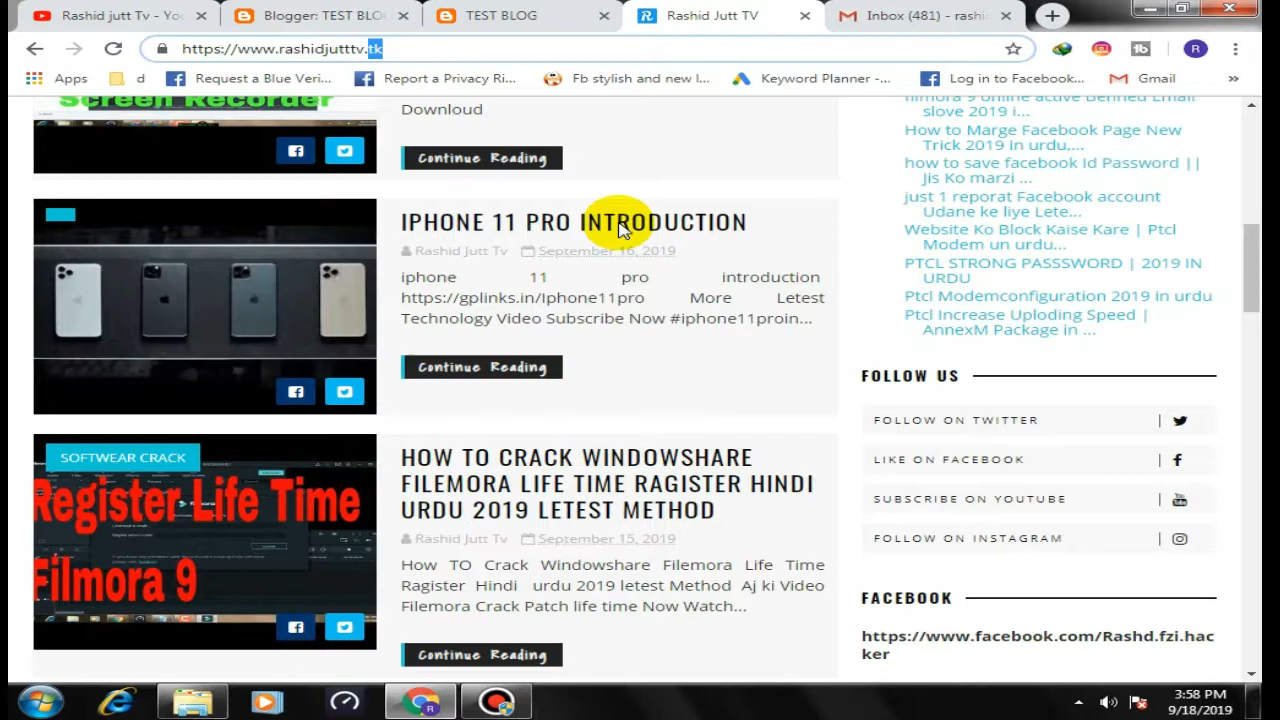 Rashid jutt Tv - Yo
Blogger: TEST BLO
TEST BLOG
Rashid Jutt TV
Inbox (481) - rashi
https://www.rashidjutttv.tk
Apps
d
Request a Blue Veri...
Report a Privacy Ri...
Fb stylish and new l...
Keyword Planner -...
Log in to Facebook...
Gmail
»
Screen Recorder
Downloud
Continue Reading
IPHONE 11 PRO INTRODUCTION
Rashid Jutt Tv September 16, 2019
iphone 11 pro introduction
https://gplinks.in/Iphone11pro More Letest
Technology Video Subscribe Now #iphone11proin...
Continue Reading
SOFTWEAR CRACK
Register Life Time
Filmora 9
HOW TO CRACK WINDOWSHARE
FILEMORA LIFE TIME RAGISTER HINDI
URDU 2019 LETEST METHOD
Rashid Jutt Tv September 15, 2019
How TO Crack Windowshare Filemora Life Time
Ragister Hindi urdu 2019 letest Method Aj ki Video
Filemora Crack Patch life time Now Watch...
Continue Reading
filmora 9 online active Benned Email
slove 2019 i...
How to Marge Facebook Page New
Trick 2019 in urdu,...
how to save facebook Id Password ||
Jis Ko marzi ...
just 1 reporat Facebook account
Udane ke liye Lete...
Website Ko Block Kaise Kare | Ptcl
Modem un urdu...
PTCL STRONG PASSSWORD | 2019 IN
URDU
Ptcl Modemconfiguration 2019 in urdu
Ptcl Increase Uploding Speed |
AnnexM Package in ...
FOLLOW US
FOLLOW ON TWITTER
LIKE ON FACEBOOK
SUBSCRIBE ON YOUTUBE
FOLLOW ON INSTAGRAM
FACEBOOK
https://www.facebook.com/Rashd.fzi.hac
ker
3:58 PM
9/18/2019